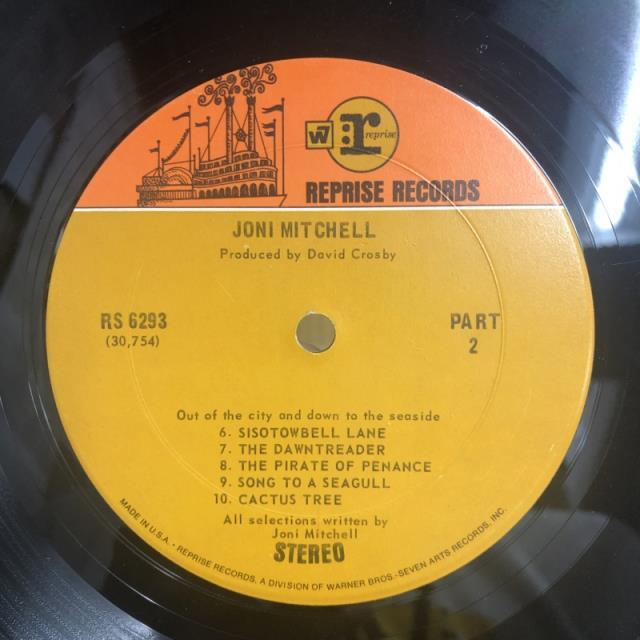 W7
r
reprise
REPRISE RECORDS
JONI MITCHELL
Produced by David Crosby
RS 6293
(30,754)
PART
2
Out of the city and down to the seaside
6. SISOTOWBELL LANE
7. THE DAWNTREADER
8. THE PIRATE OF PENANCE
9. SONG TO A SEAGULL
10. CACTUS TREE
All selections written by
Joni Mitchell
STEREO
MADE IN U.S.A. • REPRISE RECORDS, A DIVISION OF WARNER BROS.-SEVEN ARTS RECORDS, INC.